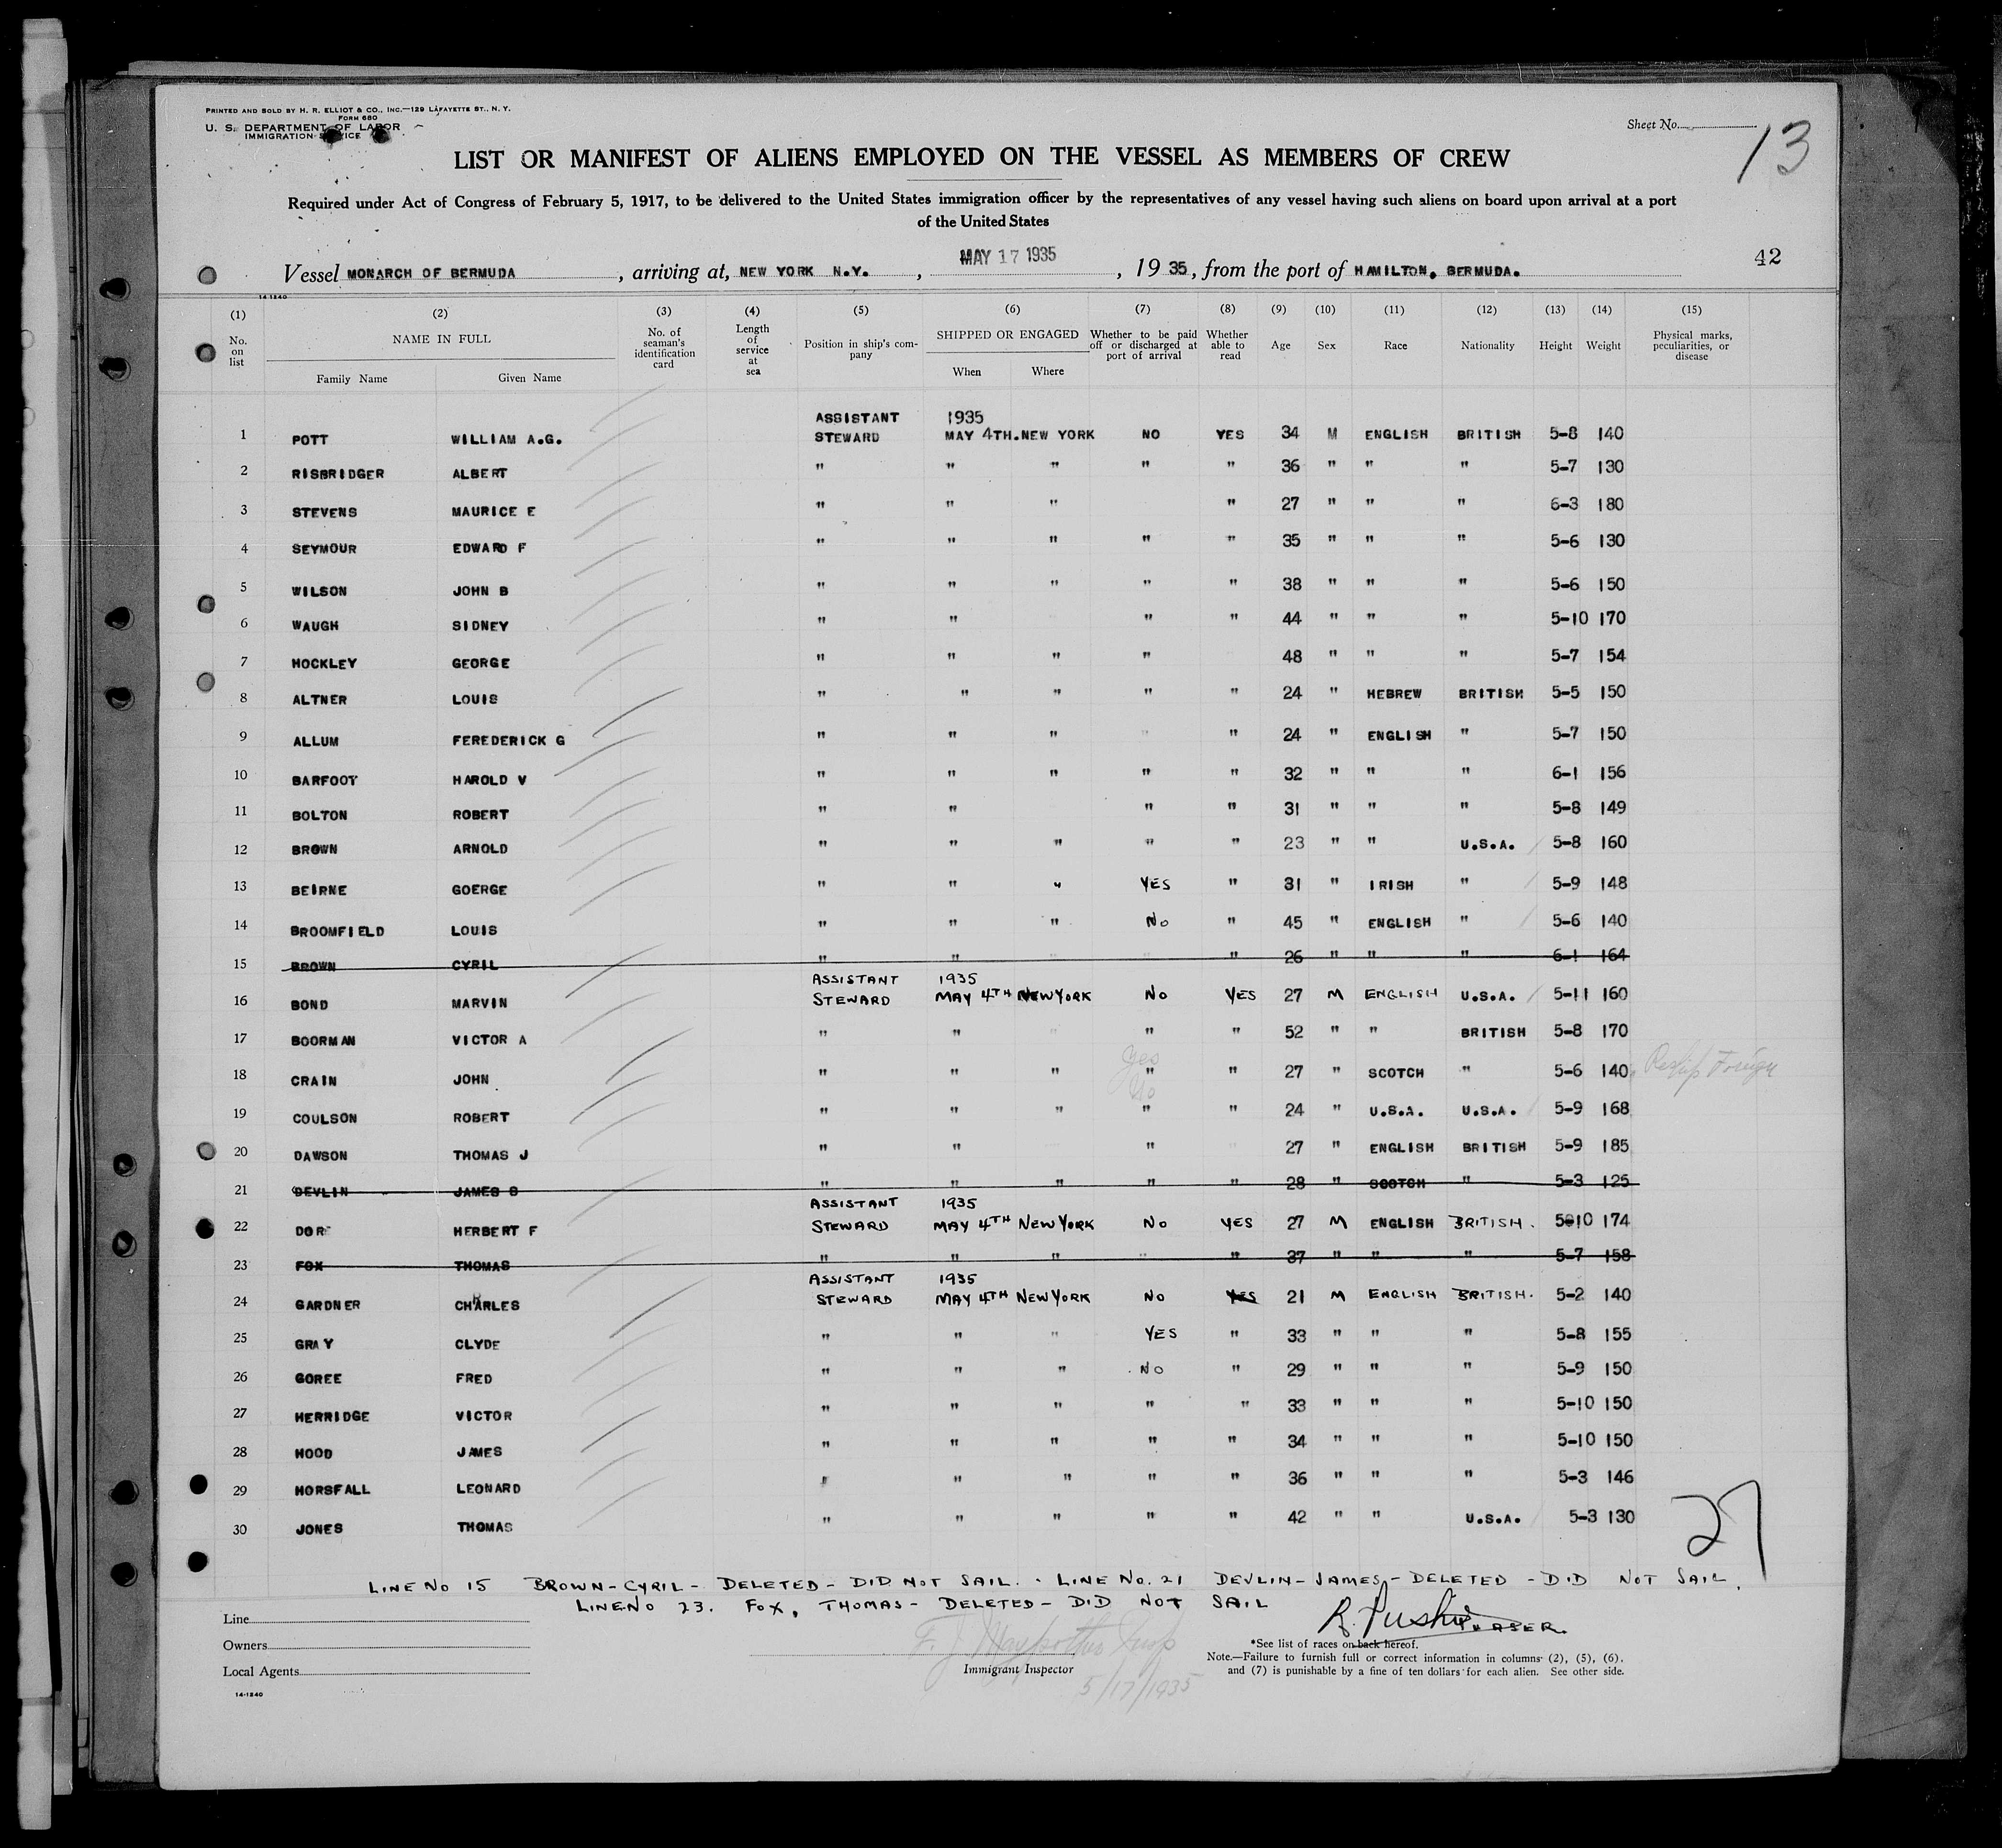 PRINTED AND SOLD BY H. R. ELLIOT & CO., INC.—129 LAFAYETTE ST., N. Y.
FORM 680
U. S. DEPARTMENT OF LABOR
IMMIGRATION SERVICE
Sheet No.
13
LIST OR MANIFEST OF ALIENS EMPLOYED ON THE VESSEL AS MEMBERS OF CREW
Required under Act of Congress of February 5, 1917, to be delivered to the United States immigration officer by the representatives of any vessel having such aliens on board upon arrival at a port
of the United States
Vessel MONARCH OF BERMUDA, arriving at, NEW YORK N.Y., MAY 17 1935, 19 35, from the port of HAMILTON, BERMUDA.
42
14-1240
(1) (2) (3) (4) (5) (6) (7) (8) (9) (10) (11) (12) (13) (14) (15)
No. on list NAME IN FULL Family Name Given Name No. of seaman's identification card Length of service at sea Position in ship's company SHIPPED OR ENGAGED When Where Whether to be paid off or discharged at port of arrival Whether able to read Age Sex Race Nationality Height Weight Physical marks, peculiarities, or disease
ASSISTANT 1935
1 POTT WILLIAM A.G. STEWARD MAY 4TH. NEW YORK NO YES 34 M ENGLISH BRITISH 5-8 140
2 RISBRIDGER ALBERT " " " " " 36 " " " 5-7 130
3 STEVENS MAURICE E " " " " 27 " " " 6-3 180
4 SEYMOUR EDWARD F " " " " " 35 " " " 5-6 130
5 WILSON JOHN B " " " " " 38 " " " 5-6 150
6 WAUGH SIDNEY " " " " 44 " " " 5-10 170
7 HOCKLEY GEORGE " " " " 48 " " " 5-7 154
8 ALTNER LOUIS " " " " " 24 " HEBREW BRITISH 5-5 150
9 ALLUM FEREDERICK G " " " " " 24 " ENGLISH " 5-7 150
10 BARFOOT HAROLD V " " " " " 32 " " " 6-1 156
11 BOLTON ROBERT " " " " 31 " " " 5-8 149
12 BROWN ARNOLD " " " " " 23 " " U.S.A. 5-8 160
13 BEIRNE GOERGE " " " YES " 31 " IRISH " 5-9 148
14 BROOMFIELD LOUIS " " " No " 45 " ENGLISH " 5-6 140
15 BROWN CYRIL " " " 26 " " " 6-1 164
ASSISTANT 1935
16 BOND MARVIN STEWARD MAY 4TH NEW YORK No YES 27 M ENGLISH U.S.A. 5-11 160
17 BOORMAN VICTOR A " " " " " 52 " " BRITISH 5-8 170
Yes
18 CRAIN JOHN " " " " " 27 " SCOTCH " 5-6 140 Reship Foreign
No
19 COULSON ROBERT " " " " " 24 " U.S.A. U.S.A. 5-9 168
20 DAWSON THOMAS J " " " 27 " ENGLISH BRITISH 5-9 185
21 DEVLIN JAMES S " " " " " 28 " SCOTCH " 5-3 125
ASSISTANT 1935
22 DORE HERBERT F STEWARD MAY 4TH NEW YORK No YES 27 M ENGLISH BRITISH. 5-10 174
23 FOX THOMAS " " " " " 37 " " " 5-7 158
ASSISTANT 1935
24 GARDNER CHARLES STEWARD MAY 4TH NEW YORK No YES 21 M ENGLISH BRITISH. 5-2 140
25 GRAY CLYDE " " " YES " 33 " " " 5-8 155
26 GOREE FRED " " " NO " 29 " " " 5-9 150
27 HERRIDGE VICTOR " " " " " 33 " " " 5-10 150
28 HOOD JAMES " " " " " 34 " " " 5-10 150
29 HORSFALL LEONARD " " " " " 36 " " " 5-3 146
30 JONES THOMAS " " " " " 42 " " U.S.A. 5-3 130
27
LINE NO 15 BROWN-CYRIL- DELETED- DID NOT SAIL. LINE NO. 21 DEVLIN-JAMES-DELETED -DID NOT SAIL.
LINE NO 23. FOX, THOMAS- DELETED- DID NOT SAIL
PURSER.
Line
Owners
Local Agents
Immigrant Inspector
5/17/1935
*See list of races on back hereof.
Note.—Failure to furnish full or correct information in columns (2), (5), (6), and (7) is punishable by a fine of ten dollars for each alien. See other side.
14-1240